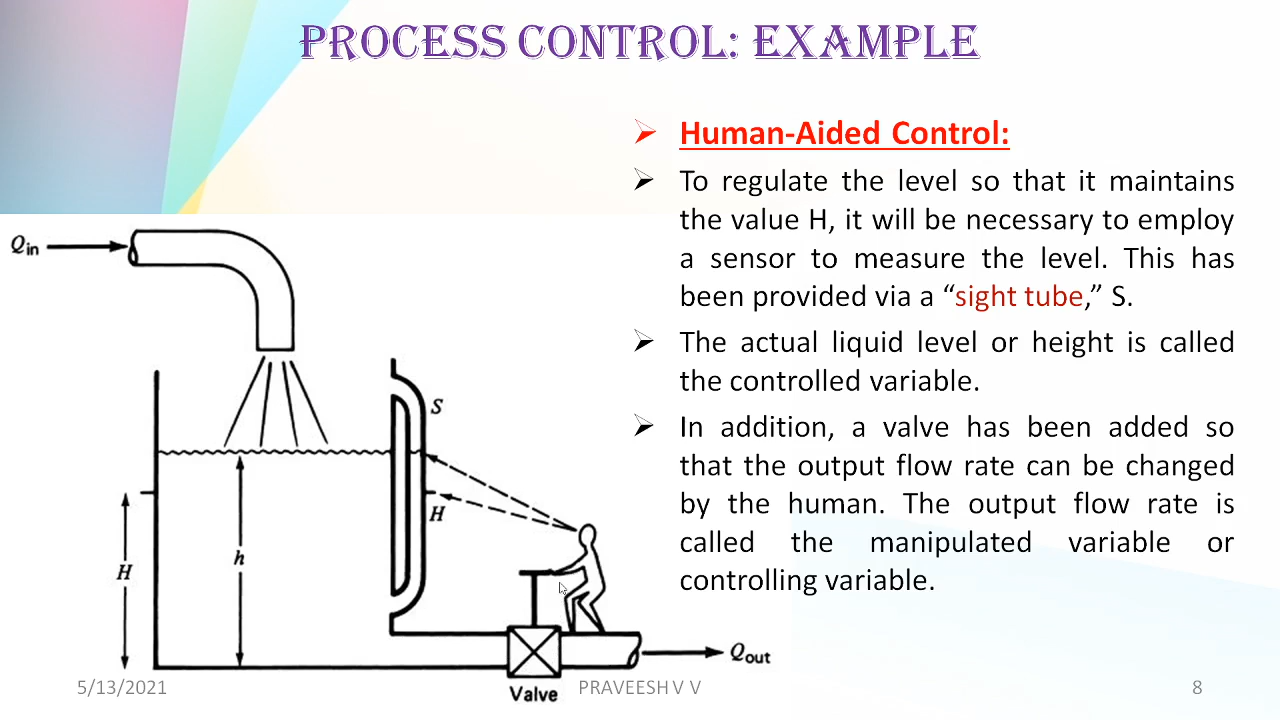 PROCESS CONTROL: EXAMPLE
Human-Aided Control:
To regulate the level so that it maintains
the value H, it will be necessary to employ
a sensor to measure the level. This has
been provided via a “sight tube,” S.
The actual liquid level or height is called
the controlled variable.
In addition, a valve has been added so
that the output flow rate can be changed
by the human. The output flow rate is
called the manipulated variable or
controlling variable.
Qin
S
H
H
h
Qout
Valve
5/13/2021
PRAVEESH V V
8